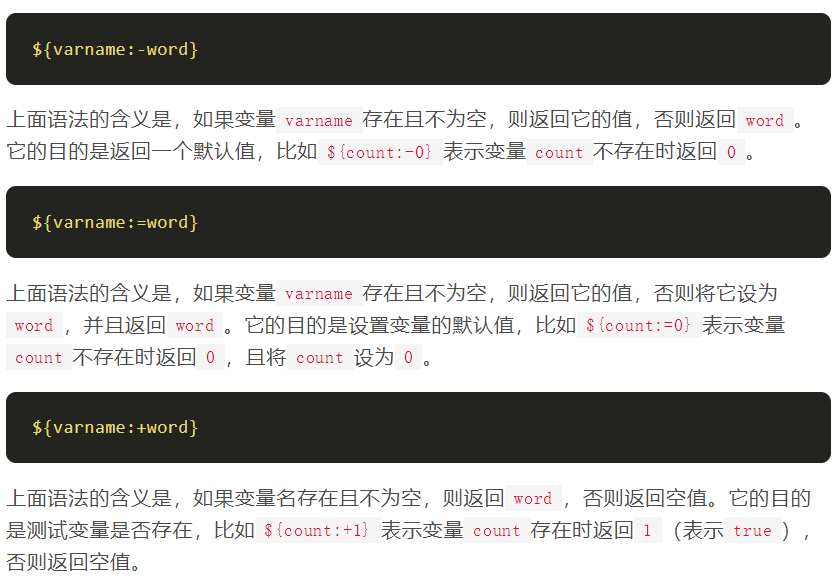 ${varname:-word}
上面语法的含义是，如果变量 varname 存在且不为空，则返回它的值，否则返回 word 。
它的目的是返回一个默认值，比如 ${count:-0} 表示变量 count 不存在时返回 0 。
${varname:=word}
上面语法的含义是，如果变量 varname 存在且不为空，则返回它的值，否则将它设为
word ，并且返回 word 。它的目的是设置变量的默认值，比如 ${count:=0} 表示变量
count 不存在时返回 0 ，且将 count 设为 0 。
${varname:+word}
上面语法的含义是，如果变量名存在且不为空，则返回 word ，否则返回空值。它的目的
是测试变量是否存在，比如 ${count:+1} 表示变量 count 存在时返回 1 （表示 true ），
否则返回空值。